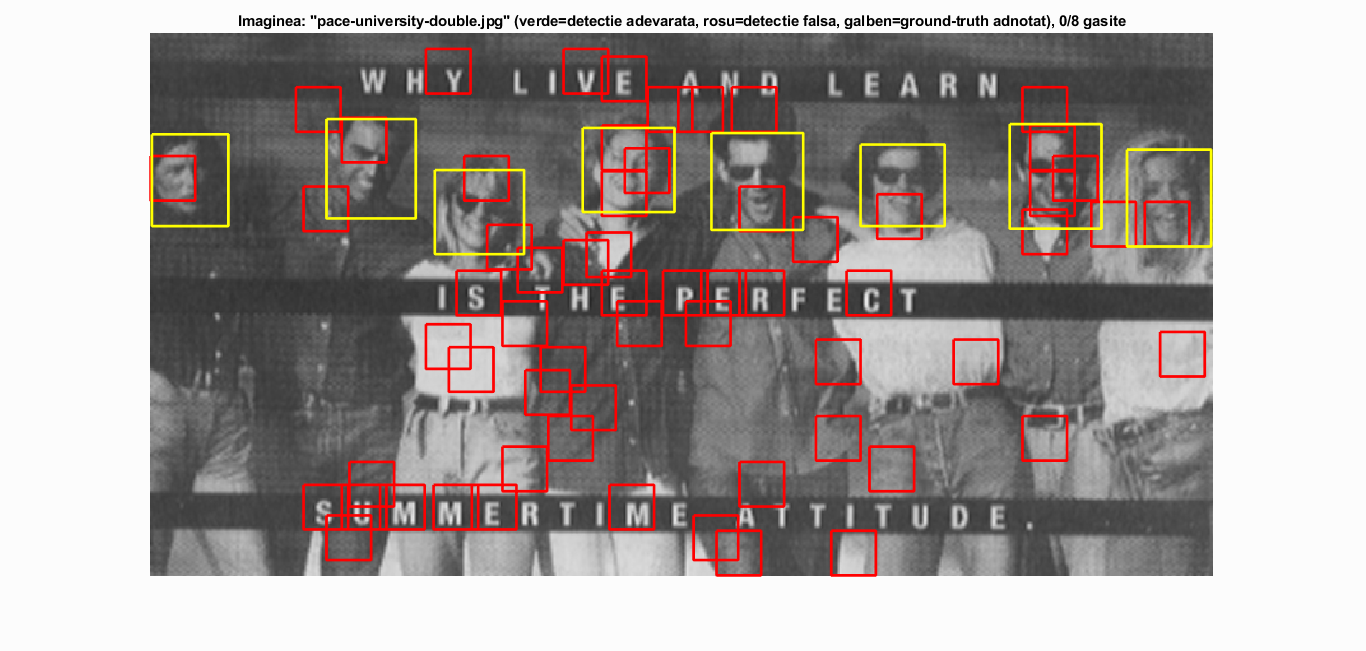 Imaginea: "pace-university-double.jpg" (verde=detectie adevarata, rosu=detectie falsa, galben=ground-truth adnotat), 0/8 gasite
WHY LIVE AND LEARN
IS THE PERFECT
SUMMERTIME ATTITUDE.